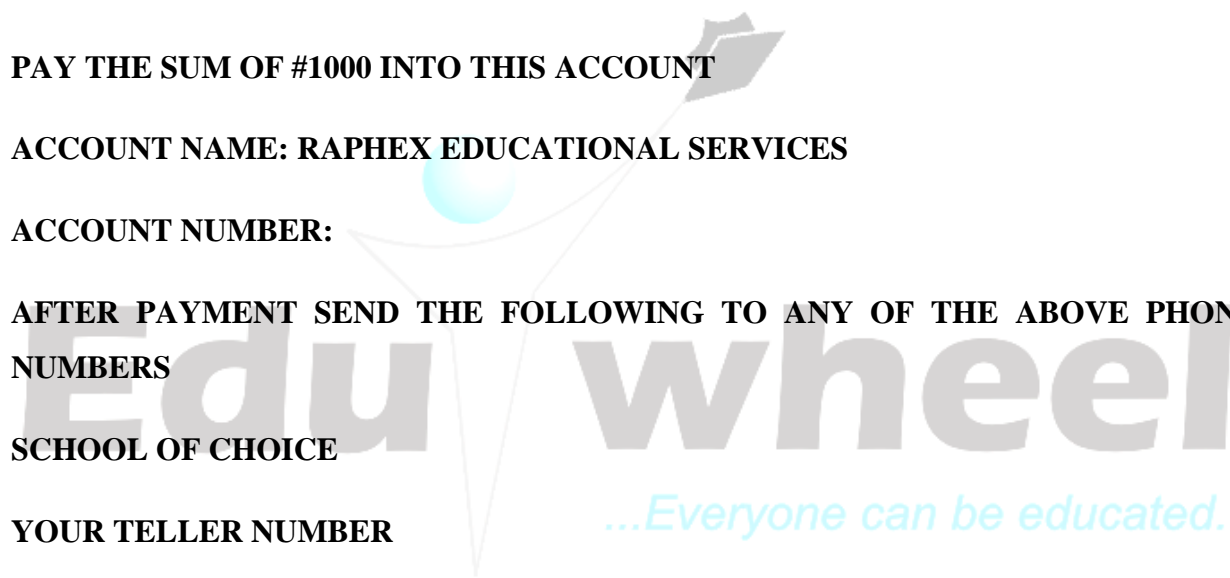 PAY THE SUM OF #1000 INTO THIS ACCOUNT
ACCOUNT NAME: RAPHEX EDUCATIONAL SERVICES
ACCOUNT NUMBER:
AFTER PAYMENT SEND THE FOLLOWING TO ANY OF THE ABOVE PHON
NUMBERS
Edu wheel
SCHOOL OF CHOICE
...Everyone can be educated.
YOUR TELLER NUMBER